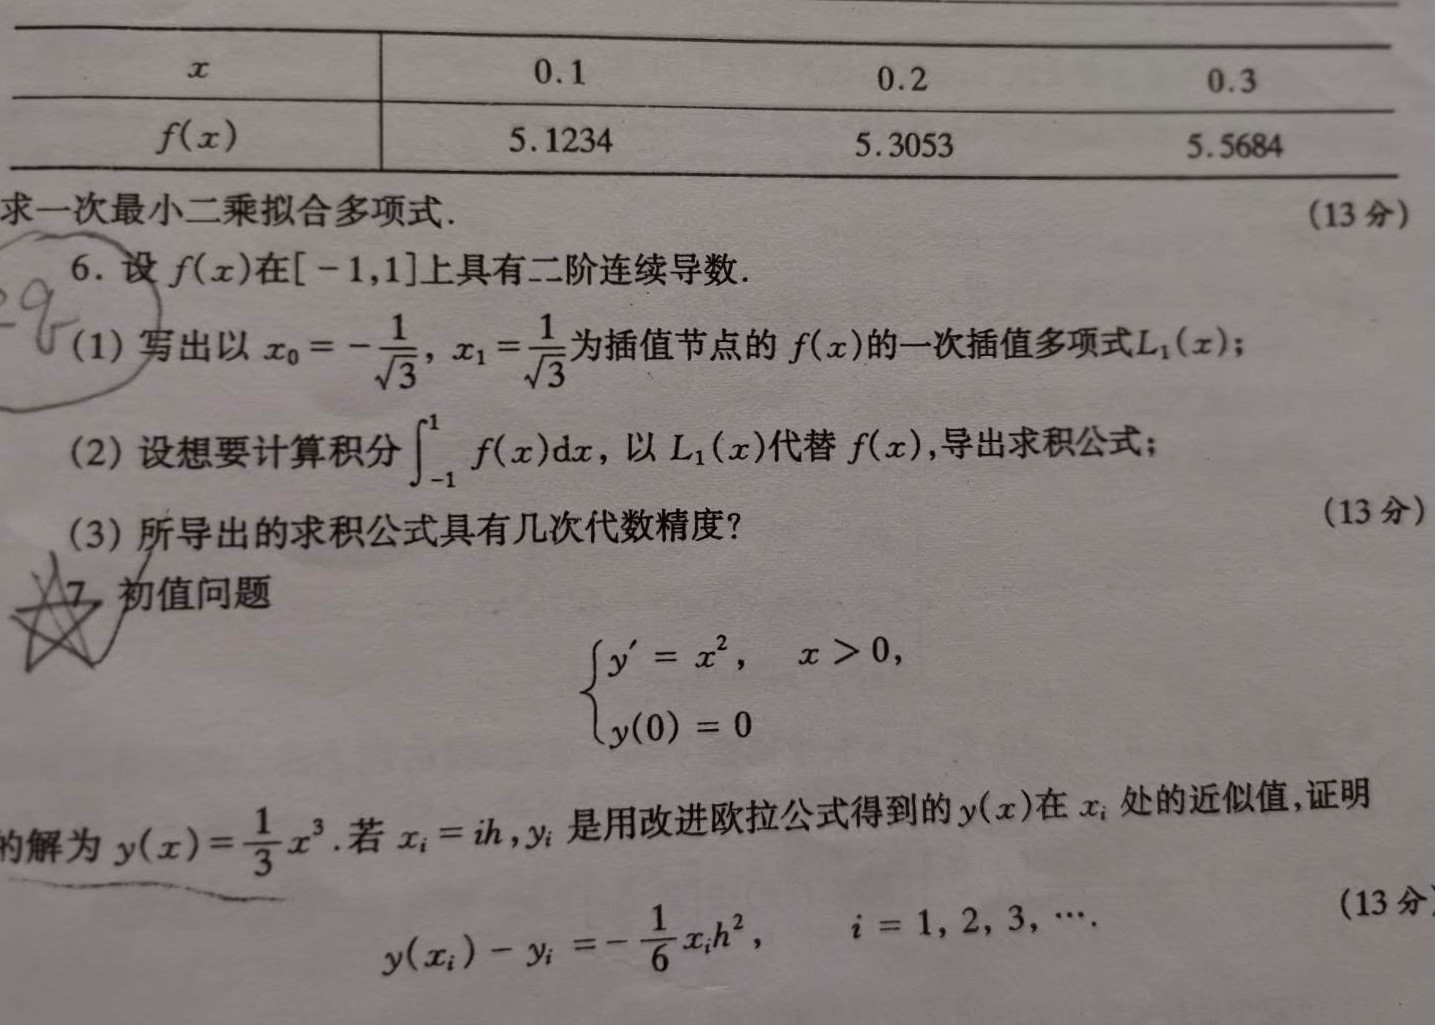 x 0.1 0.2 0.3
f(x) 5.1234 5.3053 5.5684
求一次最小二乘拟合多项式. (13分)
6. 设 f(x)在[-1,1]上具有二阶连续导数.
(1) 写出以 x₀ = -1/√3, x₁ = 1/√3 为插值节点的 f(x)的一次插值多项式L₁(x);
(2) 设想要计算积分∫₋₁¹ f(x)dx, 以 L₁(x)代替 f(x),导出求积公式;
(3) 所导出的求积公式具有几次代数精度? (13分)
7. 初值问题
y′ = x², x > 0,
y(0) = 0
的解为 y(x) = 1/3 x³.若 xᵢ = ih, yᵢ 是用改进欧拉公式得到的y(x)在 xᵢ 处的近似值,证明
y(xᵢ) - yᵢ = - 1/6 xᵢh², i = 1, 2, 3, ⋯. (13分)